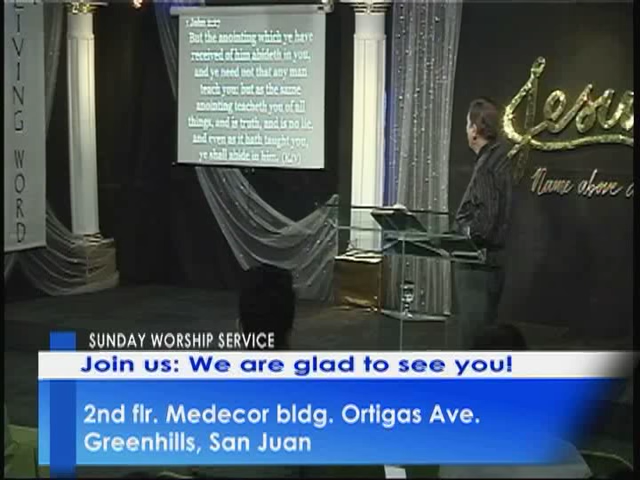 LIVING WORD
1 John 2:27
But the anointing which ye have
received of him abideth in you,
and ye need not that any man
teach you: but as the same
anointing teacheth you of all
things, and is truth, and is no lie,
and even as it hath taught you,
ye shall abide in him. (KJV)
Jesus
Name above
SUNDAY WORSHIP SERVICE
Join us: We are glad to see you!
2nd flr. Medecor bldg. Ortigas Ave.
Greenhills, San Juan